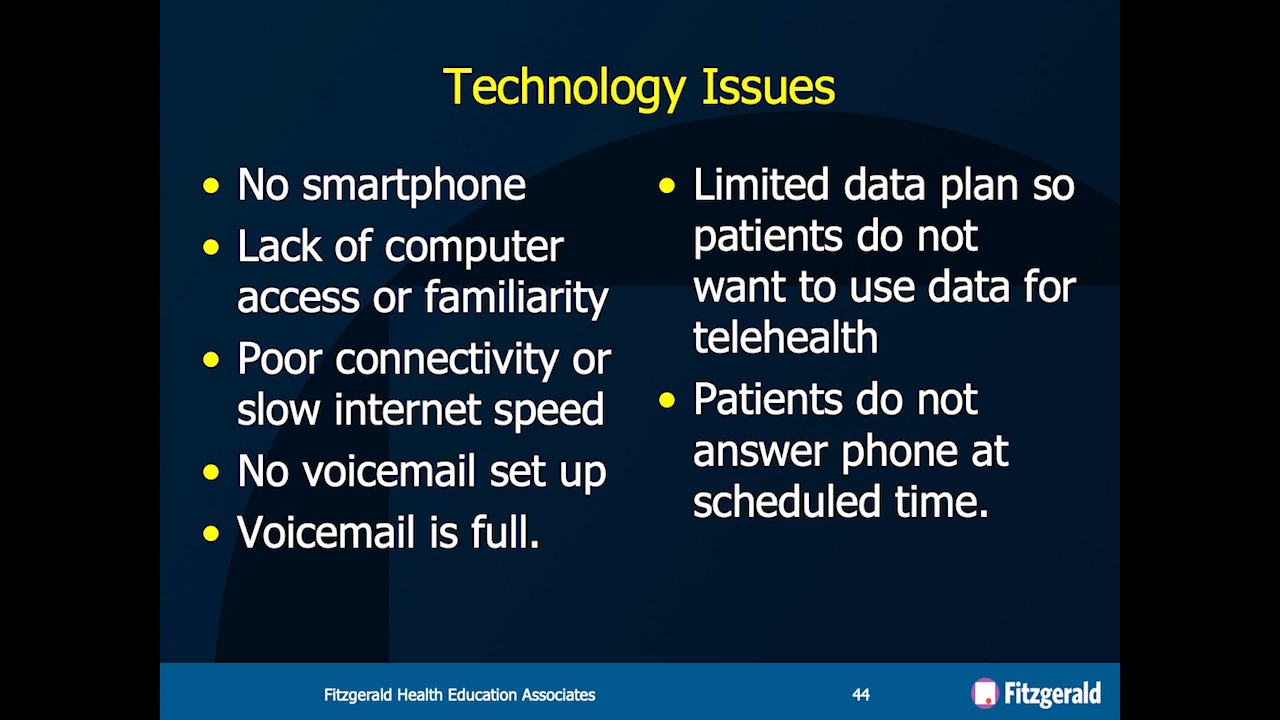 Technology Issues
• No smartphone
• Lack of computer
access or familiarity
• Poor connectivity or
slow internet speed
• No voicemail set up
• Voicemail is full.
• Limited data plan so
patients do not
want to use data for
telehealth
• Patients do not
answer phone at
scheduled time.
Fitzgerald Health Education Associates
44
Fitzgerald